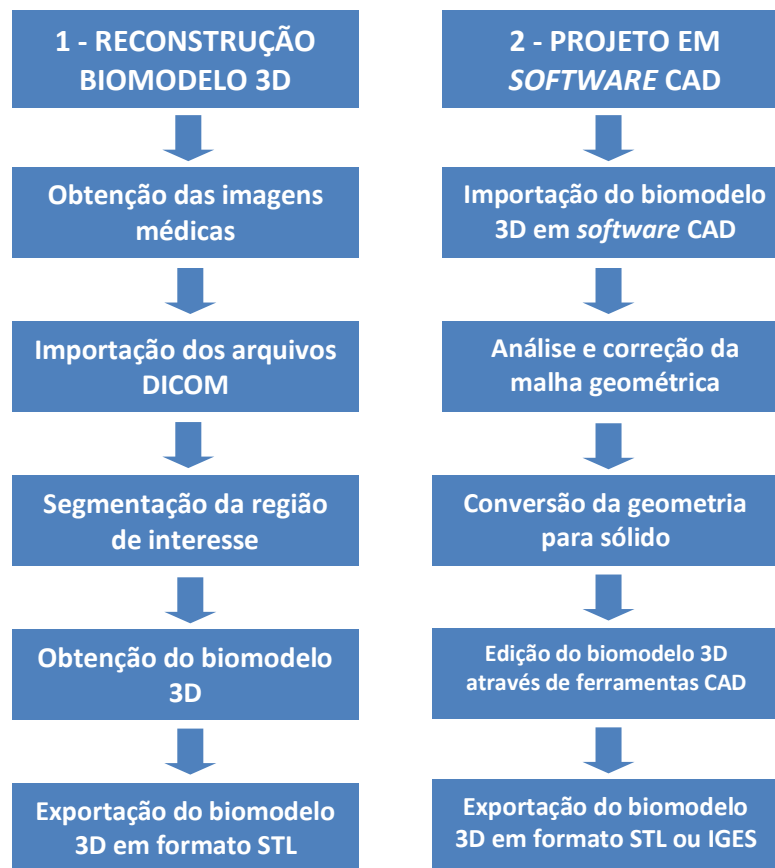 1 - RECONSTRUÇÃO
BIOMODELO 3D
Obtenção das imagens
médicas
Importação dos arquivos
DICOM
Segmentação da região
de interesse
Obtenção do biomodelo
3D
Exportação do biomodelo
3D em formato STL
2 - PROJETO EM
SOFTWARE CAD
Importação do biomodelo
3D em software CAD
Análise e correção da
malha geométrica
Conversão da geometria
para sólido
Edição do biomodelo 3D
através de ferramentas CAD
Exportação do biomodelo
3D em formato STL ou IGES